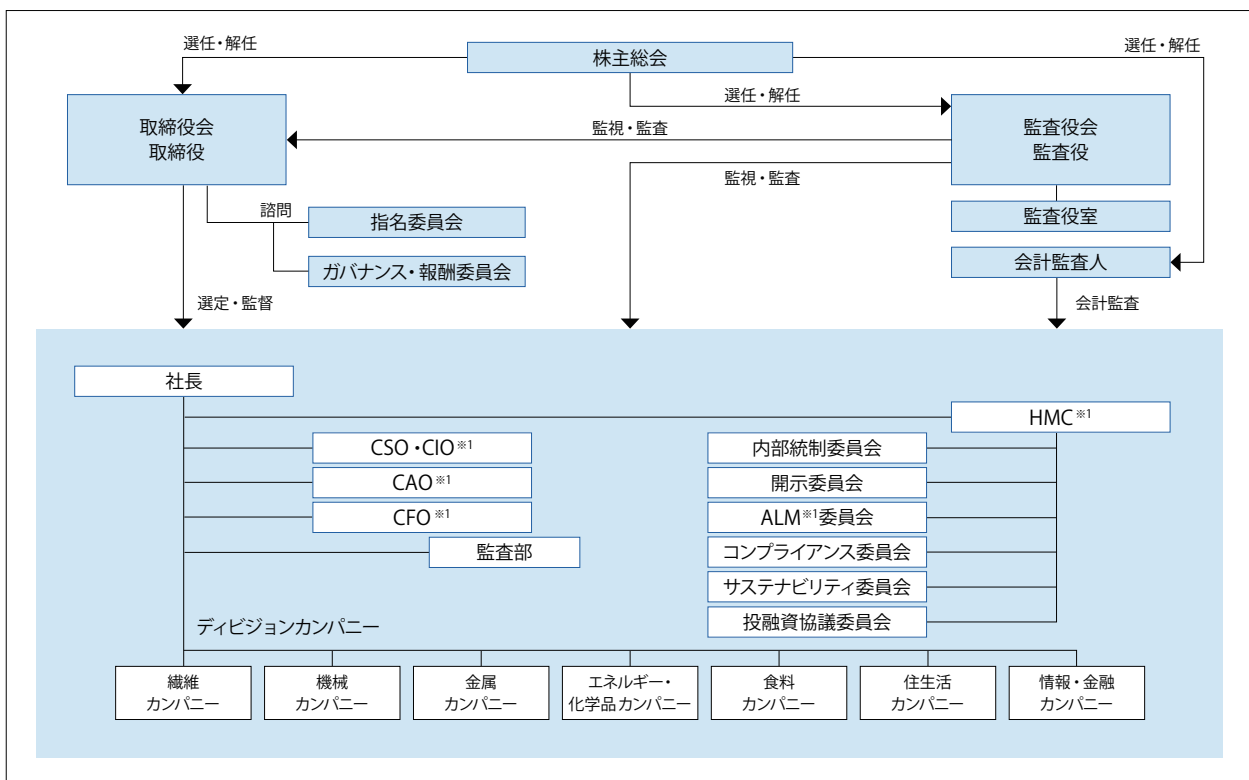 選任・解任
株主総会
選任・解任
選任・解任
取締役会
取締役
監視・監査
監査役会
監査役
監視・監査
諮問
指名委員会
監査役室
ガバナンス・報酬委員会
会計監査人
選定・監督
会計監査
社長
HMC※1
CSO・CIO※1
内部統制委員会
CAO※1
開示委員会
CFO※1
ALM※1委員会
監査部
コンプライアンス委員会
サステナビリティ委員会
投融資協議委員会
ディビジョンカンパニー
繊維
カンパニー
機械
カンパニー
金属
カンパニー
エネルギー・
化学品カンパニー
食料
カンパニー
住生活
カンパニー
情報・金融
カンパニー